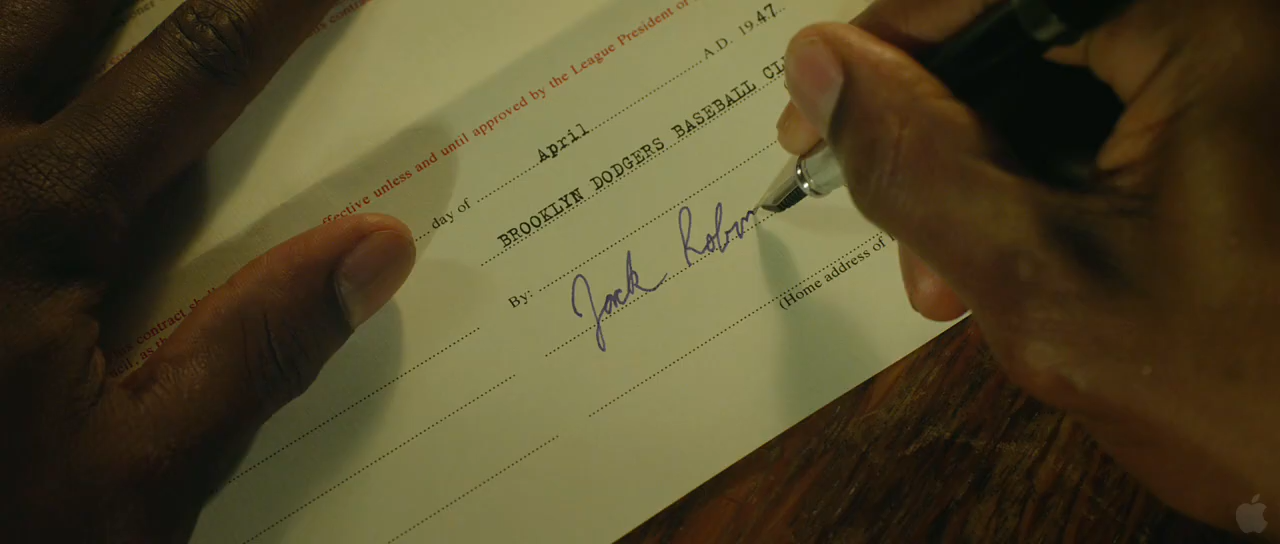 effective unless and until approved by the League President
day of April A.D. 1947.
BROOKLYN DODGERS BASEBALL
By:
Jack Robin
(Home address of
contract